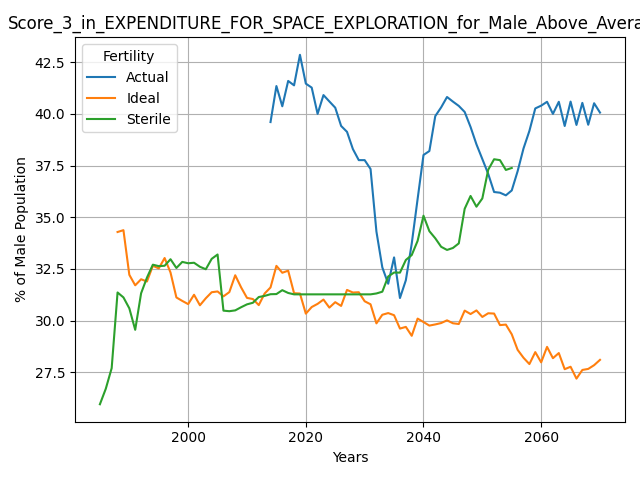 Score_3_in_EXPENDITURE_FOR_SPACE_EXPLORATION_for_Male_Above_Avera
Fertility
Actual
Ideal
Sterile
42.5
40.0
37.5
35.0
32.5
30.0
27.5
% of Male Population
2000
2020
2040
2060
Years